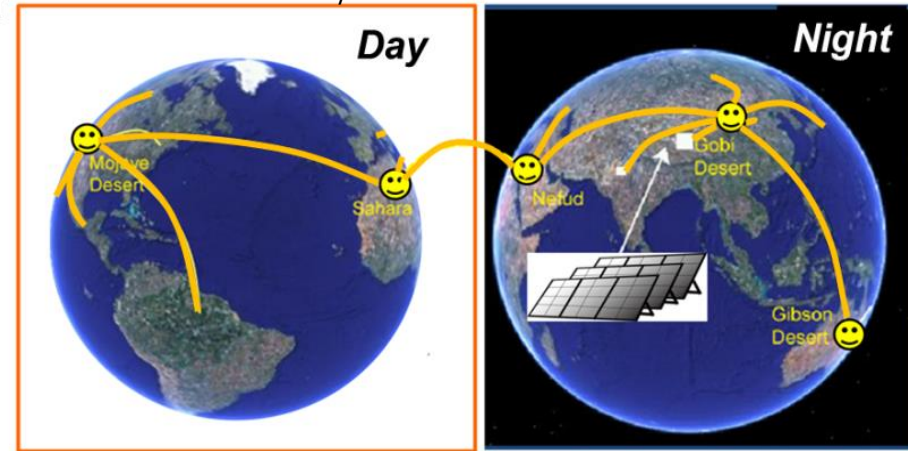 Day
Mojave
Desert
Sahara
Night
Gobi
Desert
Nefud
Gibson
Desert